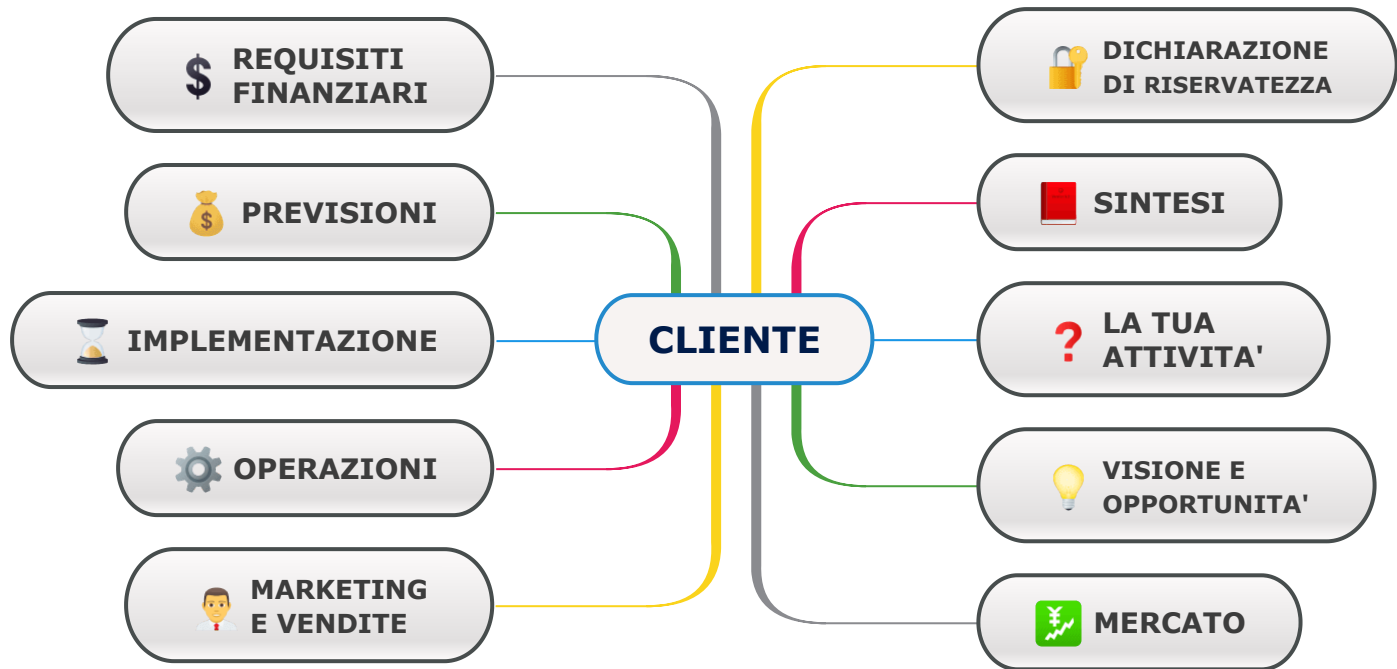 REQUISITI
FINANZIARI
PREVISIONI
IMPLEMENTAZIONE
OPERAZIONI
MARKETING
E VENDITE
CLIENTE
DICHIARAZIONE
DI RISERVATEZZA
SINTESI
LA TUA
ATTIVITA'
VISIONE E
OPPORTUNITA'
MERCATO